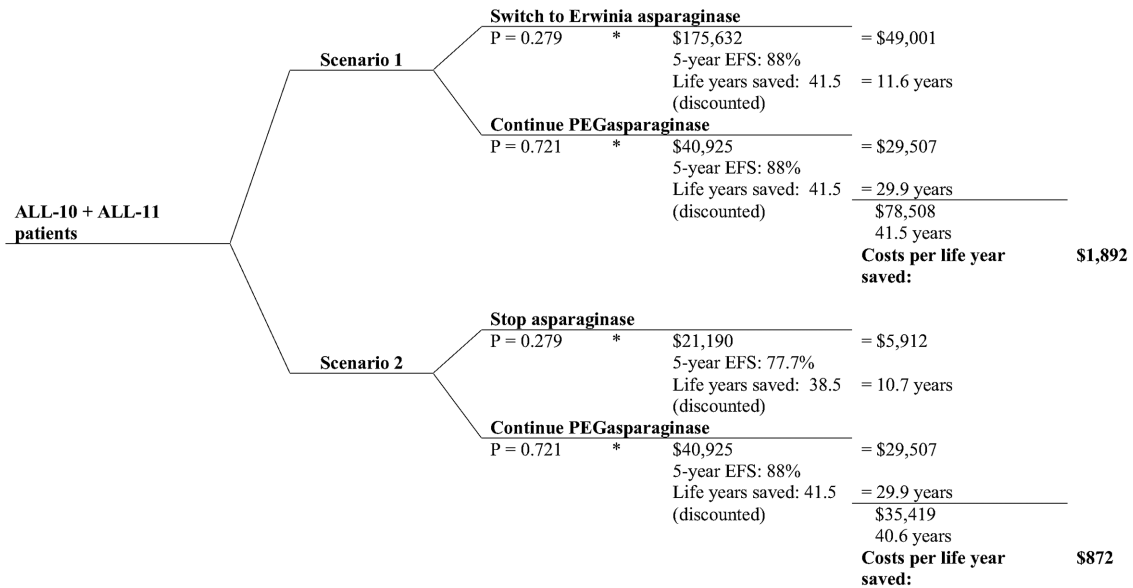 Switch to Erwinia asparaginase
P = 0.279 * $175,632 = $49,001
5-year EFS: 88%
Scenario 1
Life years saved: 41.5 = 11.6 years
(discounted)
Continue PEGasparaginase
P = 0.721 * $40,925 = $29,507
5-year EFS: 88%
Life years saved: 41.5 = 29.9 years
(discounted) $78,508
ALL-10 + ALL-11
patients
41.5 years
Costs per life year $1,892
saved:
Stop asparaginase
P = 0.279 * $21,190 = $5,912
5-year EFS: 77.7%
Scenario 2
Life years saved: 38.5 = 10.7 years
(discounted)
Continue PEGasparaginase
P = 0.721 * $40,925 = $29,507
5-year EFS: 88%
Life years saved: 41.5 = 29.9 years
(discounted) $35,419
40.6 years
Costs per life year $872
saved: